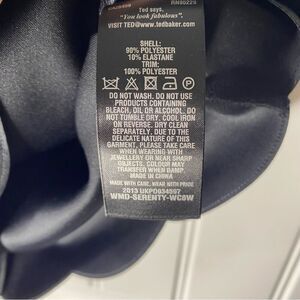 Ted says,
"You look fabulous".
VISIT TED@www.tedbaker.com
SHELL:
90% POLYESTER
10% ELASTANE
TRIM:
100% POLYESTER
DO NOT WASH. DO NOT USE
PRODUCTS CONTAINING
BLEACH, OIL OR ALCOHOL. DO
NOT TUMBLE DRY. COOL IRON
ON REVERSE. DRY CLEAN
SEPARATELY. DUE TO THE
DELICATE NATURE OF THIS
GARMENT, PLEASE TAKE CARE
WHEN WEARING WITH
JEWELLERY OR NEAR SHARP
OBJECTS. COLOUR MAY
TRANSFER WHEN DAMP
MADE IN CHINA
MADE WITH CARE, WEAR WITH PRIDE
WMD-SERENTY-WC0W